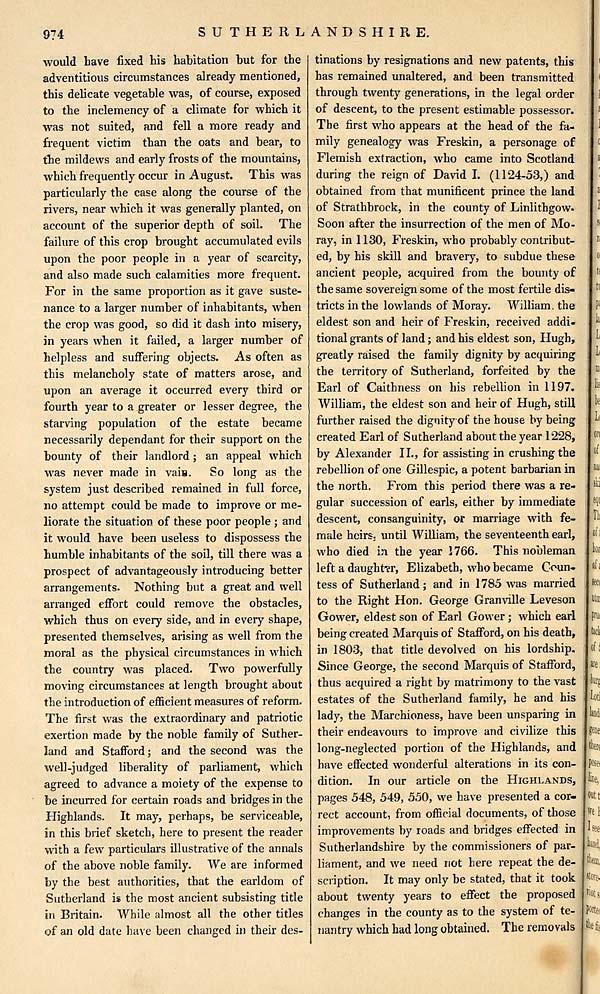 974
SUTHERLANDSHIRE.
would have fixed his habitation but for the
adventitious circumstances already mentioned,
this delicate vegetable was, of course, exposed
to the inclemency of a climate for which it
was not suited, and fell a more ready and
frequent victim than the oats and bear, to
the mildews and early frosts of the mountains,
which frequently occur in August. This was
particularly the case along the course of the
rivers, near which it was generally planted, on
account of the superior depth of soil. The
failure of this crop brought accumulated evils
upon the poor people in a year of scarcity,
and also made such calamities more frequent.
For in the same proportion as it gave suste-
nance to a larger number of inhabitants, when
the crop was good, so did it dash into misery,
in years when it failed, a larger number of
helpless and suffering objects. As often as
this melancholy state of matters arose, and
upon an average it occurred every third or
fourth year to a greater or lesser degree, the
starving population of the estate became
necessarily dependant for their support on the
bounty of their landlord; an appeal which
was never made in vain. So long as the
system just described remained in full force,
no attempt could be made to improve or me-
liorate the situation of these poor people; and
it would have been useless to dispossess the
humble inhabitants of the soil, till there was a
prospect of advantageously introducing better
arrangements. Nothing but a great and well
arranged effort could remove the obstacles,
which thus on every side, and in every shape,
presented themselves, arising as well from the
moral as the physical circumstances in which
the country was placed. Two powerfully
moving circumstances at length brought about
the introduction of efficient measures of reform.
The first was the extraordinary and patriotic
exertion made by the noble family of Suther-
land and Stafford; and the second was the
well-judged liberality of parliament, which
agreed to advance a moiety of the expense to
be incurred for certain roads and bridges in the
Highlands. It may, perhaps, be serviceable,
in this brief sketch, here to present the reader
with a few particulars illustrative of the annals
of the above noble family. We are informed
by the best authorities, that the earldom of
Sutherland is the most ancient subsisting title
in Britain. While almost all the other titles
of an old date have been changed in their des-
tinations by resignations and new patents, this
has remained unaltered, and been transmitted
through twenty generations, in the legal order
of descent, to the present estimable possessor.
The first who appears at the head of the fa-
mily genealogy was Freskin, a personage of
Flemish extraction, who came into Scotland
during the reign of David I. (1124-53,) and
obtained from that munificent prince the land
of Strathbrock, in the county of Linlithgow.
Soon after the insurrection of the men of Mo-
ray, in 1130, Freskin, who probably contribut-
ed, by his skill and bravery, to subdue these
ancient people, acquired from the bounty of
the same sovereign some of the most fertile dis-
tricts in the lowlands of Moray. William, the
eldest son and heir of Freskin, received addi-
tional grants of land; and his eldest son, Hugh,
greatly raised the family dignity by acquiring
the territory of Sutherland, forfeited by the
Earl of Caithness on his rebellion in 1197.
William, the eldest son and heir of Hugh, still
further raised the dignity of the house by being
created Earl of Sutherland about the year 1228,
by Alexander II., for assisting in crushing the
rebellion of one Gillespic, a potent barbarian in
the north. From this period there was a re-
gular succession of earls, either by immediate
descent, consanguinity, or marriage with fe-
male heirs, until William, the seventeenth earl,
who died in the year 1766. This nobleman
left a daughter, Elizabeth, who became Coun-
tess of Sutherland; and in 1785 was married
to the Right Hon. George Granville Leveson
Gower, eldest son of Earl Gower; which earl
being created Marquis of Stafford, on his death,
in 1803, that title devolved on his lordship.
Since George, the second Marquis of Stafford,
thus acquired a right by matrimony to the vast
estates of the Sutherland family, he and his
lady, the Marchioness, have been unsparing in
their endeavours to improve and civilize this
long-neglected portion of the Highlands, and
have effected wonderful alterations in its con-
dition. In our article on the HIGHLANDS,
pages 548, 549, 550, we have presented a cor-
rect account, from official documents, of those
improvements by roads and bridges effected in
Sutherlandshire by the commissioners of par-
liament, and we need not here repeat the de-
scription. It may only be stated, that it took
about twenty years to effect the proposed
changes in the county as to the system of te-
nantry which had long obtained. The removals